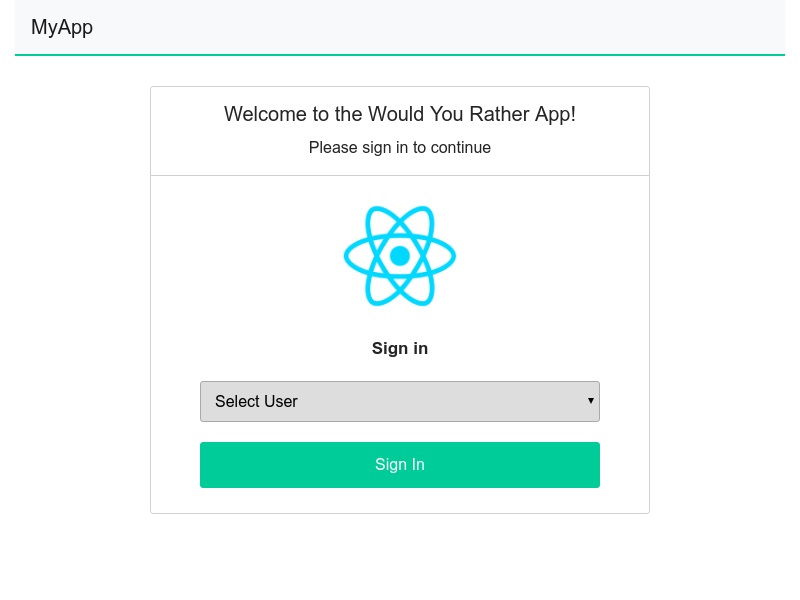 MyApp
Welcome to the Would You Rather App!
Please sign in to continue
Sign in
Select User
Sign In